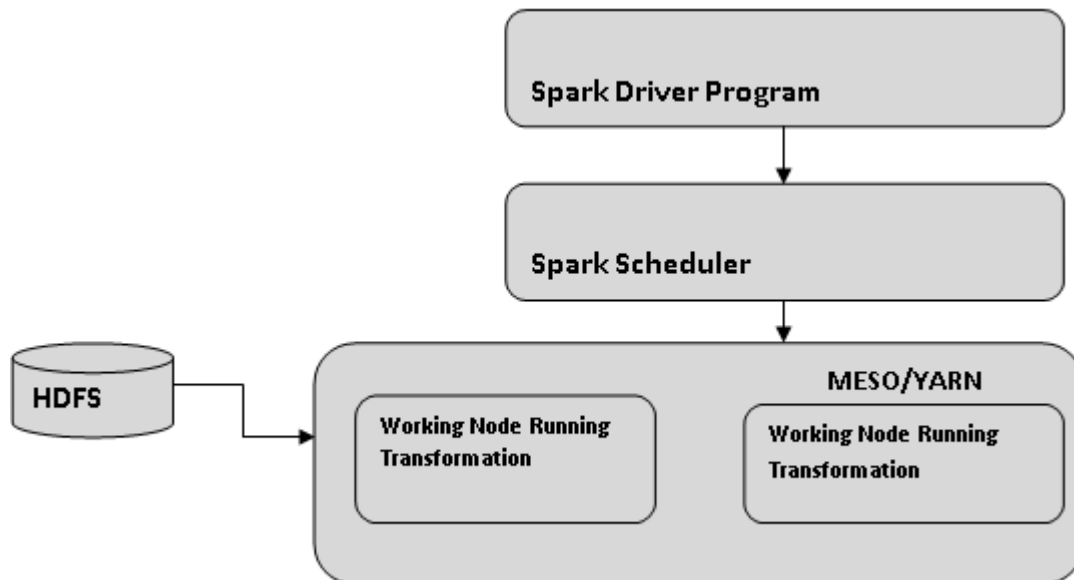 Spark Driver Program
Spark Scheduler
HDFS
MESO/YARN
Working Node Running
Transformation
Working Node Running
Transformation